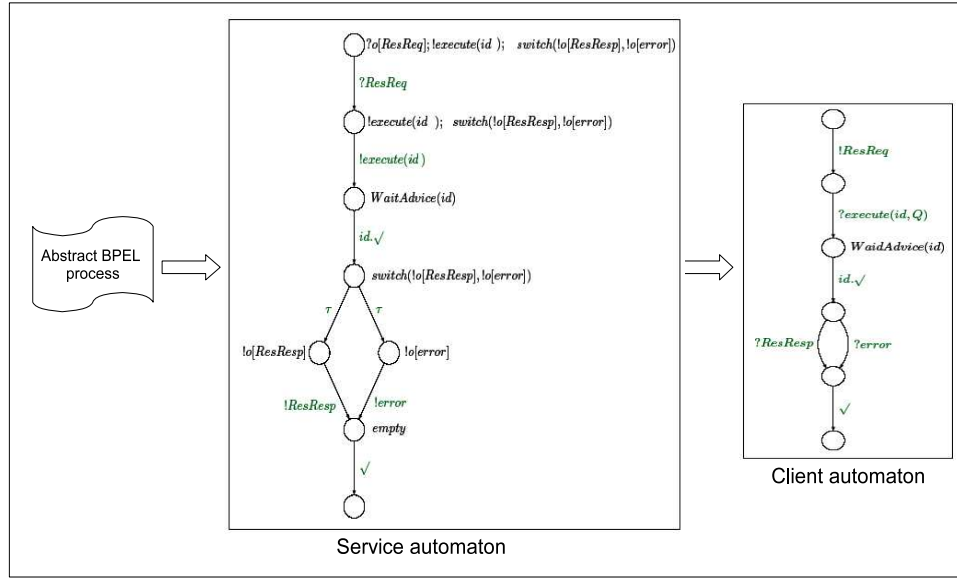 Abstract BPEL
process
?o[ResReq]; !execute(id ); switch(!o[ResResp], !o[error])
?ResReq
!execute(id ); switch(!o[ResResp], !o[error])
!execute(id)
WaitAdvice(id)
id.√
switch(!o[ResResp], !o[error])
τ τ
!o[ResResp] !o[error]
!ResResp !error
empty
√
Service automaton
!ResReq
?execute(id, Q)
WaidAdvice(id)
id.√
?ResResp ?error
√
Client automaton